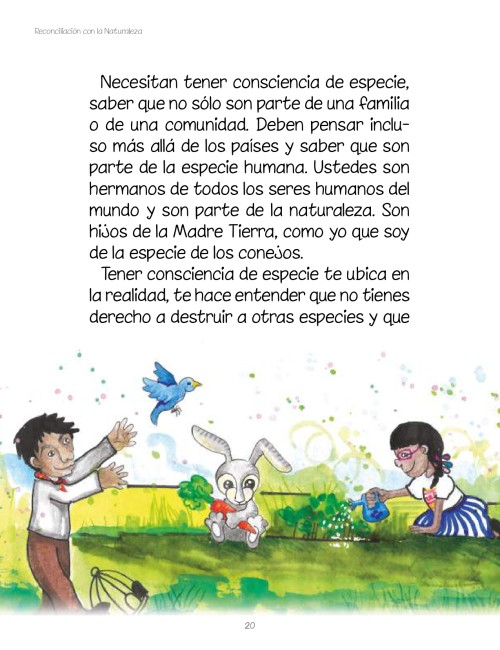 Reconciliación con la Naturaleza
Necesitan tener consciencia de especie,
saber que no sólo son parte de una familia
o de una comunidad. Deben pensar inclu-
so más allá de los países y saber que son
parte de la especie humana. Ustedes son
hermanos de todos los seres humanos del
mundo y son parte de la naturaleza. Son
hijos de la Madre Tierra, como yo que soy
de la especie de los conejos.
Tener consciencia de especie te ubica en
la realidad, te hace entender que no tienes
derecho a destruir a otras especies y que
20